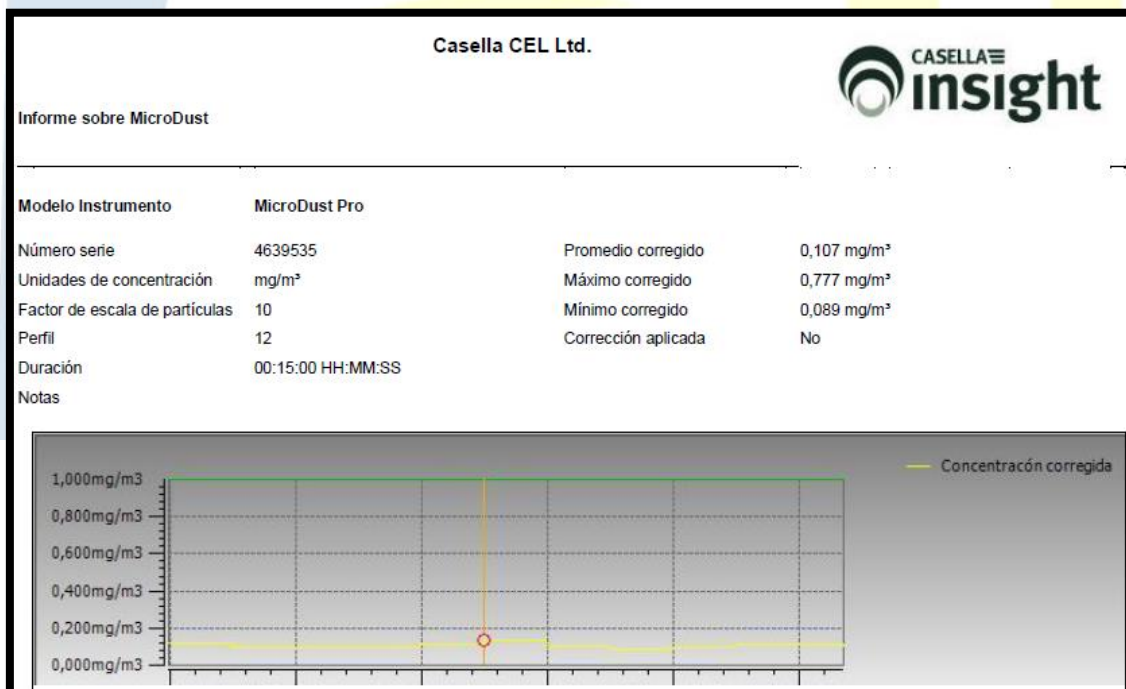 Casella CEL Ltd.
CASELLA
insight
Informe sobre MicroDust
Modelo Instrumento MicroDust Pro
Número serie 4639535 Promedio corregido 0,107 mg/m³
Unidades de concentración mg/m³ Máximo corregido 0,777 mg/m³
Factor de escala de partículas 10 Mínimo corregido 0,089 mg/m³
Perfil 12 Corrección aplicada No
Duración 00:15:00 HH:MM:SS
Notas
Concentracón corregida
1,000mg/m3
0,800mg/m3
0,600mg/m3
0,400mg/m3
0,200mg/m3
0,000mg/m3